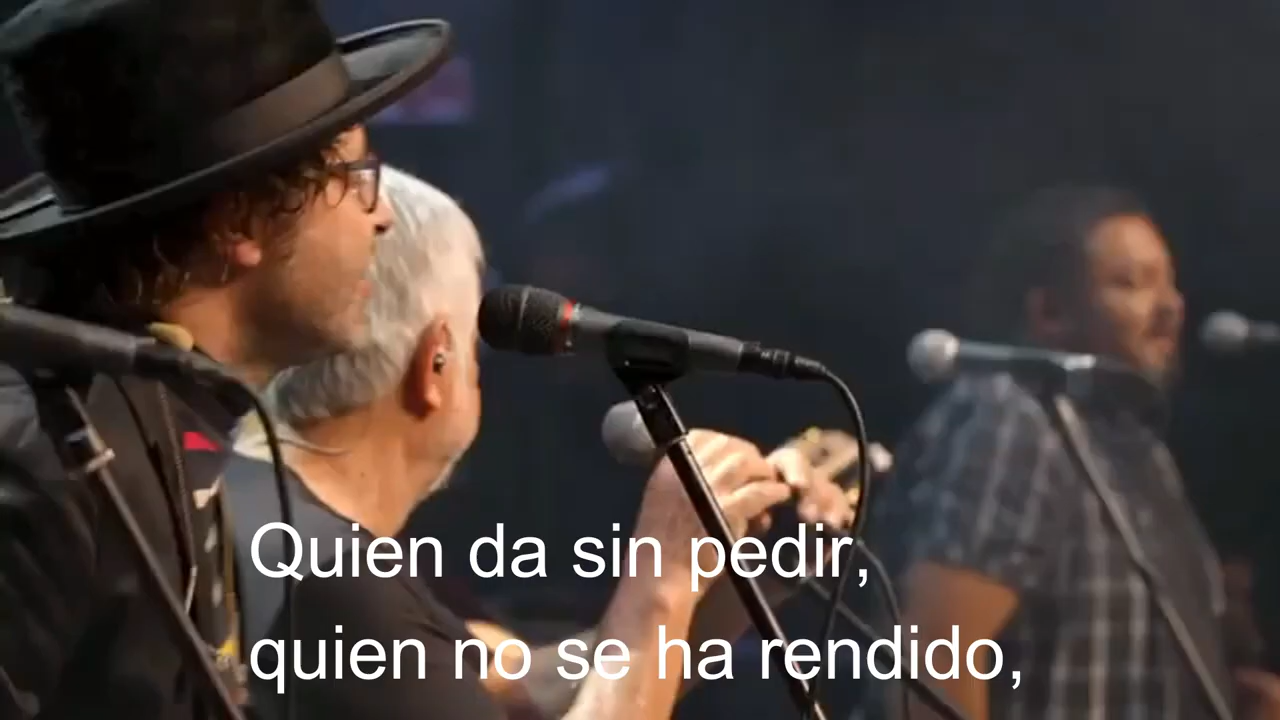 Quien da sin pedir,
quien no se ha rendido,